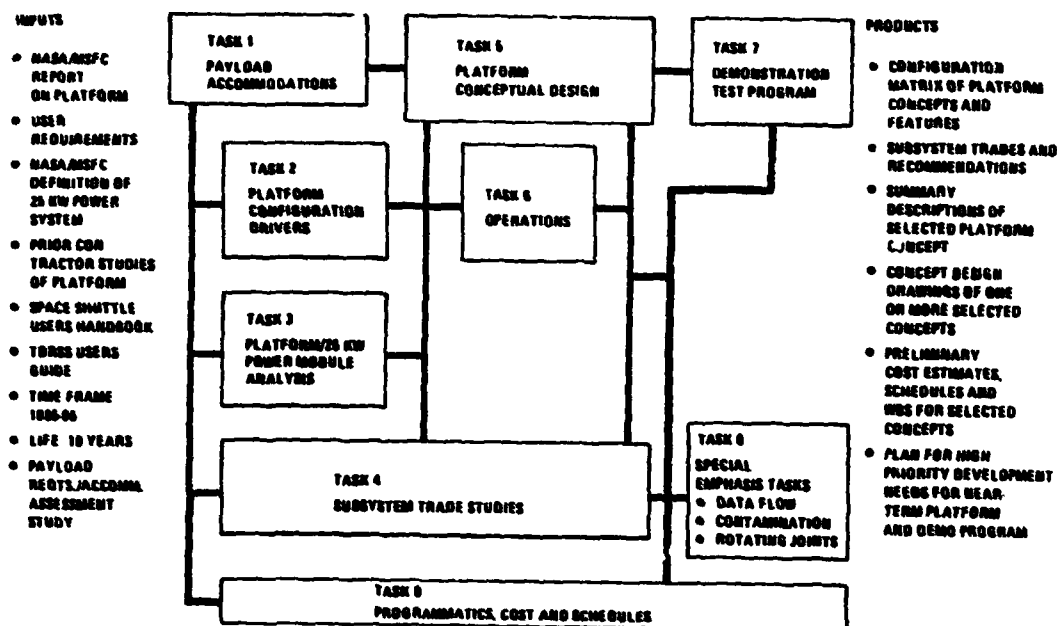 INPUTS
● NASA/MSFC
REPORT
ON PLATFORM
● USER
REQUIREMENTS
● NASA/MSFC
DEFINITION OF
25 KW POWER
SYSTEM
● PRIOR CON
TRACTOR STUDIES
OF PLATFORM
● SPACE SHUTTLE
USERS HANDBOOK
● TDRSS USERS
GUIDE
● TIME FRAME
● LIFE 10 YEARS
● PAYLOAD
REQTS./ACCOMM.
ASSESSMENT
STUDY
TASK 1
PAYLOAD
ACCOMMODATIONS
TASK 5
PLATFORM
CONCEPTUAL DESIGN
TASK 7
DEMONSTRATION
TEST PROGRAM
TASK 2
PLATFORM
CONFIGURATION
DRIVERS
TASK 6
OPERATIONS
TASK 3
PLATFORM/25 KW
POWER MODULE
ANALYSIS
TASK 4
SUBSYSTEM TRADE STUDIES
TASK 8
SPECIAL
EMPHASIS TASKS
● DATA FLOW
● CONTAMINATION
● ROTATING JOINTS
TASK 9
PROGRAMMATICS, COST AND SCHEDULES
PRODUCTS
● CONFIGURATION
MATRIX OF PLATFORM
CONCEPTS AND
FEATURES
● SUBSYSTEM TRADES AND
RECOMMENDATIONS
● SUMMARY
DESCRIPTIONS OF
SELECTED PLATFORM
CONCEPT
● CONCEPT DESIGN
DRAWINGS OF ONE
OR MORE SELECTED
CONCEPTS
● PRELIMINARY
COST ESTIMATES,
SCHEDULES AND
WBS FOR SELECTED
CONCEPTS
● PLAN FOR HIGH
PRIORITY DEVELOPMENT
NEEDS FOR NEAR-
TERM PLATFORM
AND DEMO PROGRAM